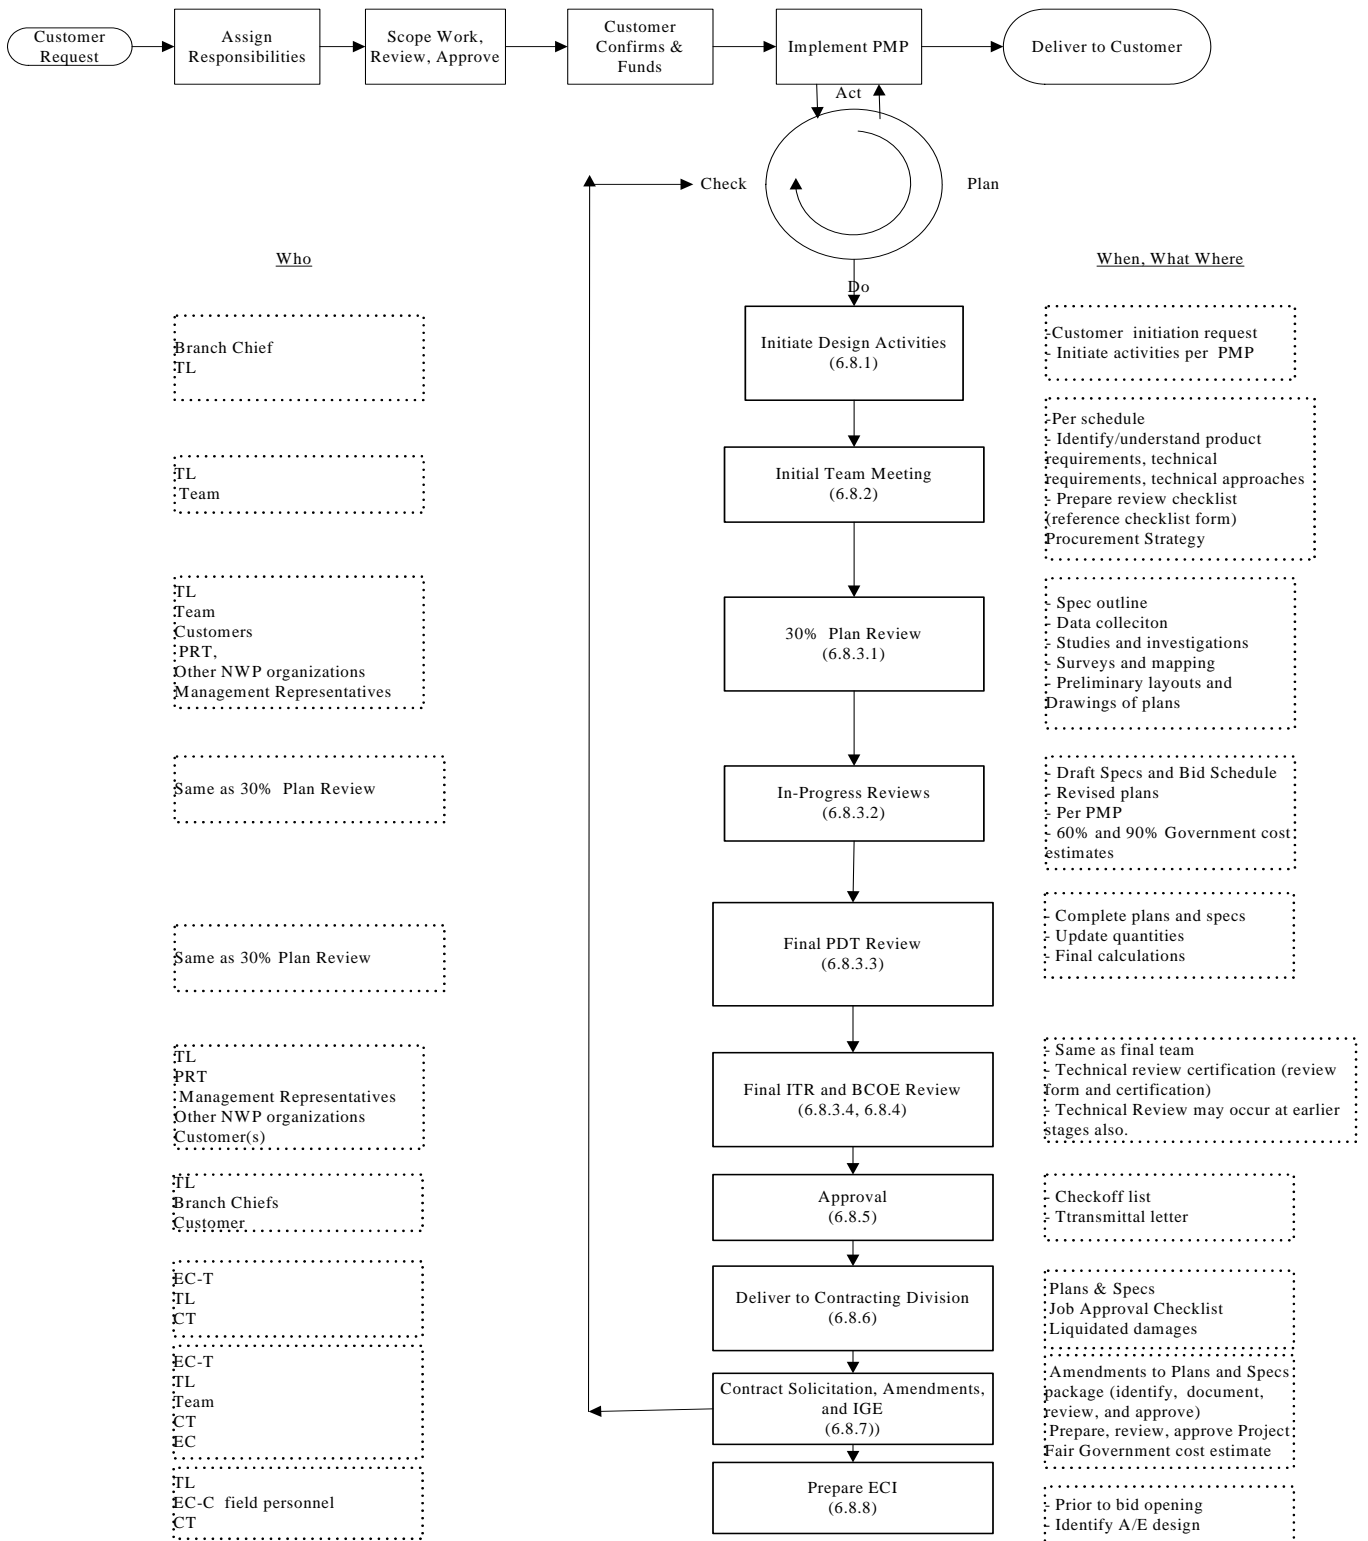 Customer
Request
Assign
Responsibilities
Scope Work,
Review, Approve
Customer
Confirms &
Funds
Implement PMP
Deliver to Customer
Act
Check
Plan
Do
Who
When, What Where
Branch Chief
TL
Initiate Design Activities
(6.8.1)
-Customer  initiation request
- Initiate activities per  PMP
TL
Team
Initial Team Meeting
(6.8.2)
-Per schedule
- Identify/understand product
requirements, technical
requirements, technical approaches
- Prepare review checklist
(reference checklist form)
Procurement Strategy
TL
Team
Customers
PRT,
Other NWP organizations
Management Representatives
30%  Plan Review
(6.8.3.1)
- Spec outline
- Data colleciton
- Studies and investigations
- Surveys and mapping
- Preliminary layouts and
Drawings of plans
Same as 30%  Plan Review
In-Progress Reviews
(6.8.3.2)
- Draft Specs and Bid Schedule
- Revised plans
- Per PMP
- 60% and 90% Government cost
estimates
Same as 30% Plan Review
Final PDT Review
(6.8.3.3)
- Complete plans and specs
- Update quantities
- Final calculations
TL
PRT
Management Representatives
Other NWP organizations
Customer(s)
Final ITR and BCOE Review
(6.8.3.4, 6.8.4)
- Same as final team
- Technical review certification (review
form and certification)
- Technical Review may occur at earlier
stages also.
TL
Branch Chiefs
Customer
Approval
(6.8.5)
- Checkoff list
- Ttransmittal letter
EC-T
TL
CT
Deliver to Contracting Division
(6.8.6)
Plans & Specs
Job Approval Checklist
Liquidated damages
EC-T
TL
Team
CT
EC
Contract Solicitation, Amendments,
and IGE
(6.8.7))
Amendments to Plans and Specs
package (identify,  document,
review, and approve)
Prepare, review, approve Project
Fair Government cost estimate
TL
EC-C  field personnel
CT
Prepare ECI
(6.8.8)
- Prior to bid opening
- Identify A/E design